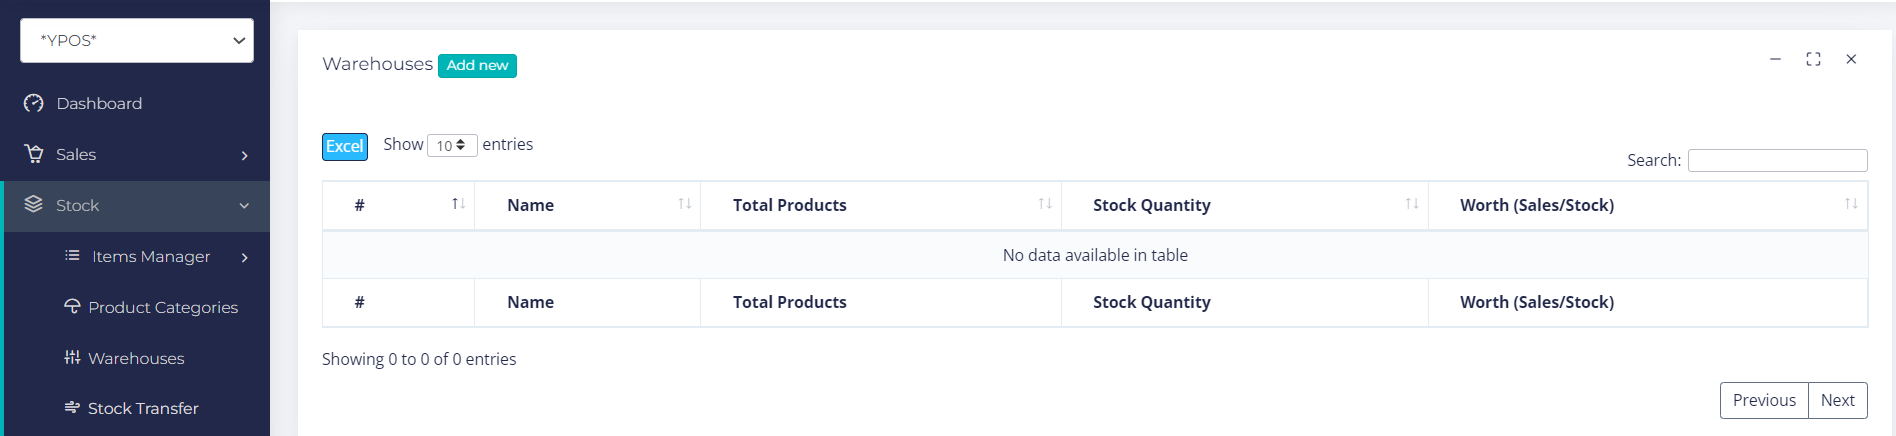 *YPOS*
Dashboard
Sales
Stock
Items Manager
Product Categories
Warehouses
Stock Transfer
Warehouses Add new
Excel Show 10 entries
Search:
# Name Total Products Stock Quantity Worth (Sales/Stock)
No data available in table
# Name Total Products Stock Quantity Worth (Sales/Stock)
Showing 0 to 0 of 0 entries
Previous Next